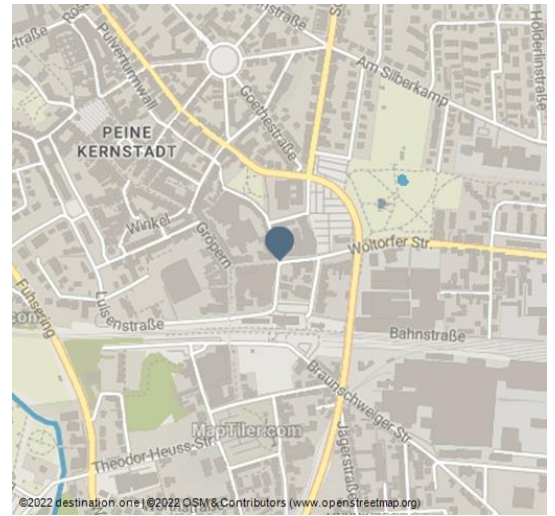 Pulverturmwall
Am Silberkamp
Hölderlinstraße
Goethestraße
PEINE
KERNSTADT
Winkel
Gröpern
Woltorfer Str.
Fuhsering
Luisenstraße
Bahnstraße
Braunschweiger Str.
MapTiler.com
Jägerstraße
Theodor-Heuss-Str.
©2022 destination.one | ©2022 OSM & Contributors (www.openstreetmap.org)